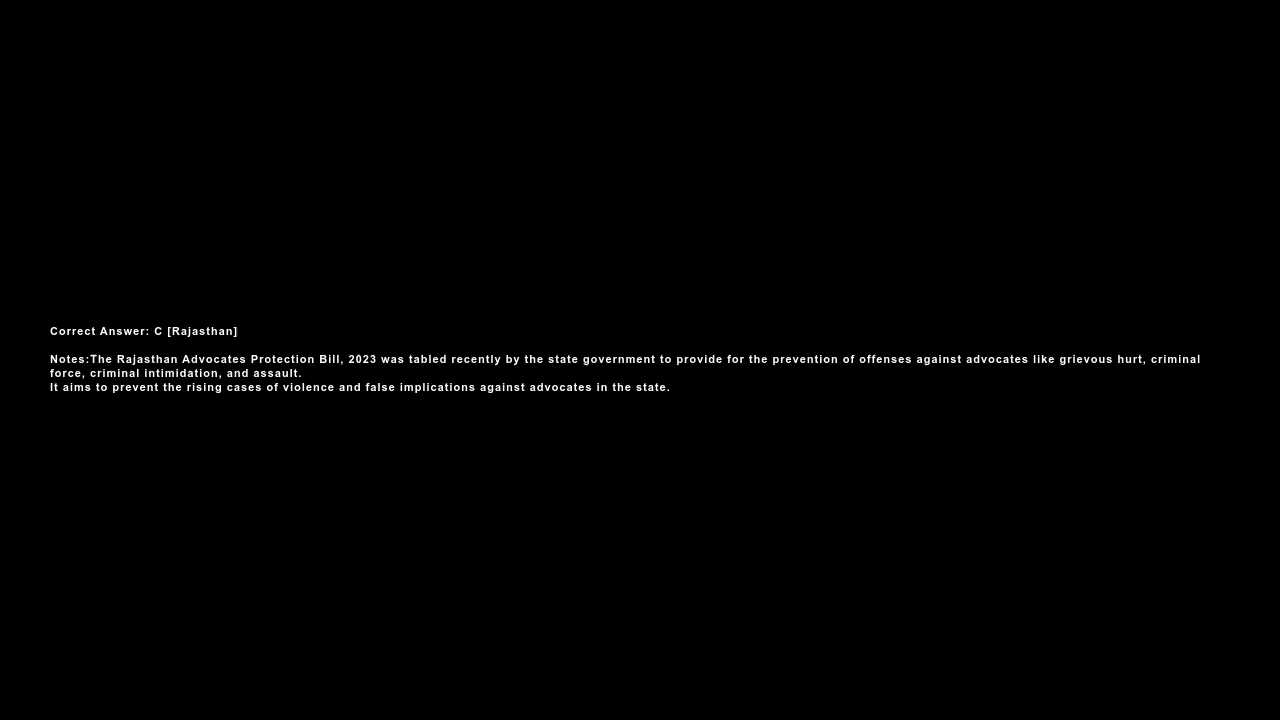 Correct Answer: C [Rajasthan]
Notes:The Rajasthan Advocates Protection Bill, 2023 was tabled recently by the state government to provide for the prevention of offenses against advocates like grievous hurt, criminal
force, criminal intimidation, and assault.
It aims to prevent the rising cases of violence and false implications against advocates in the state.